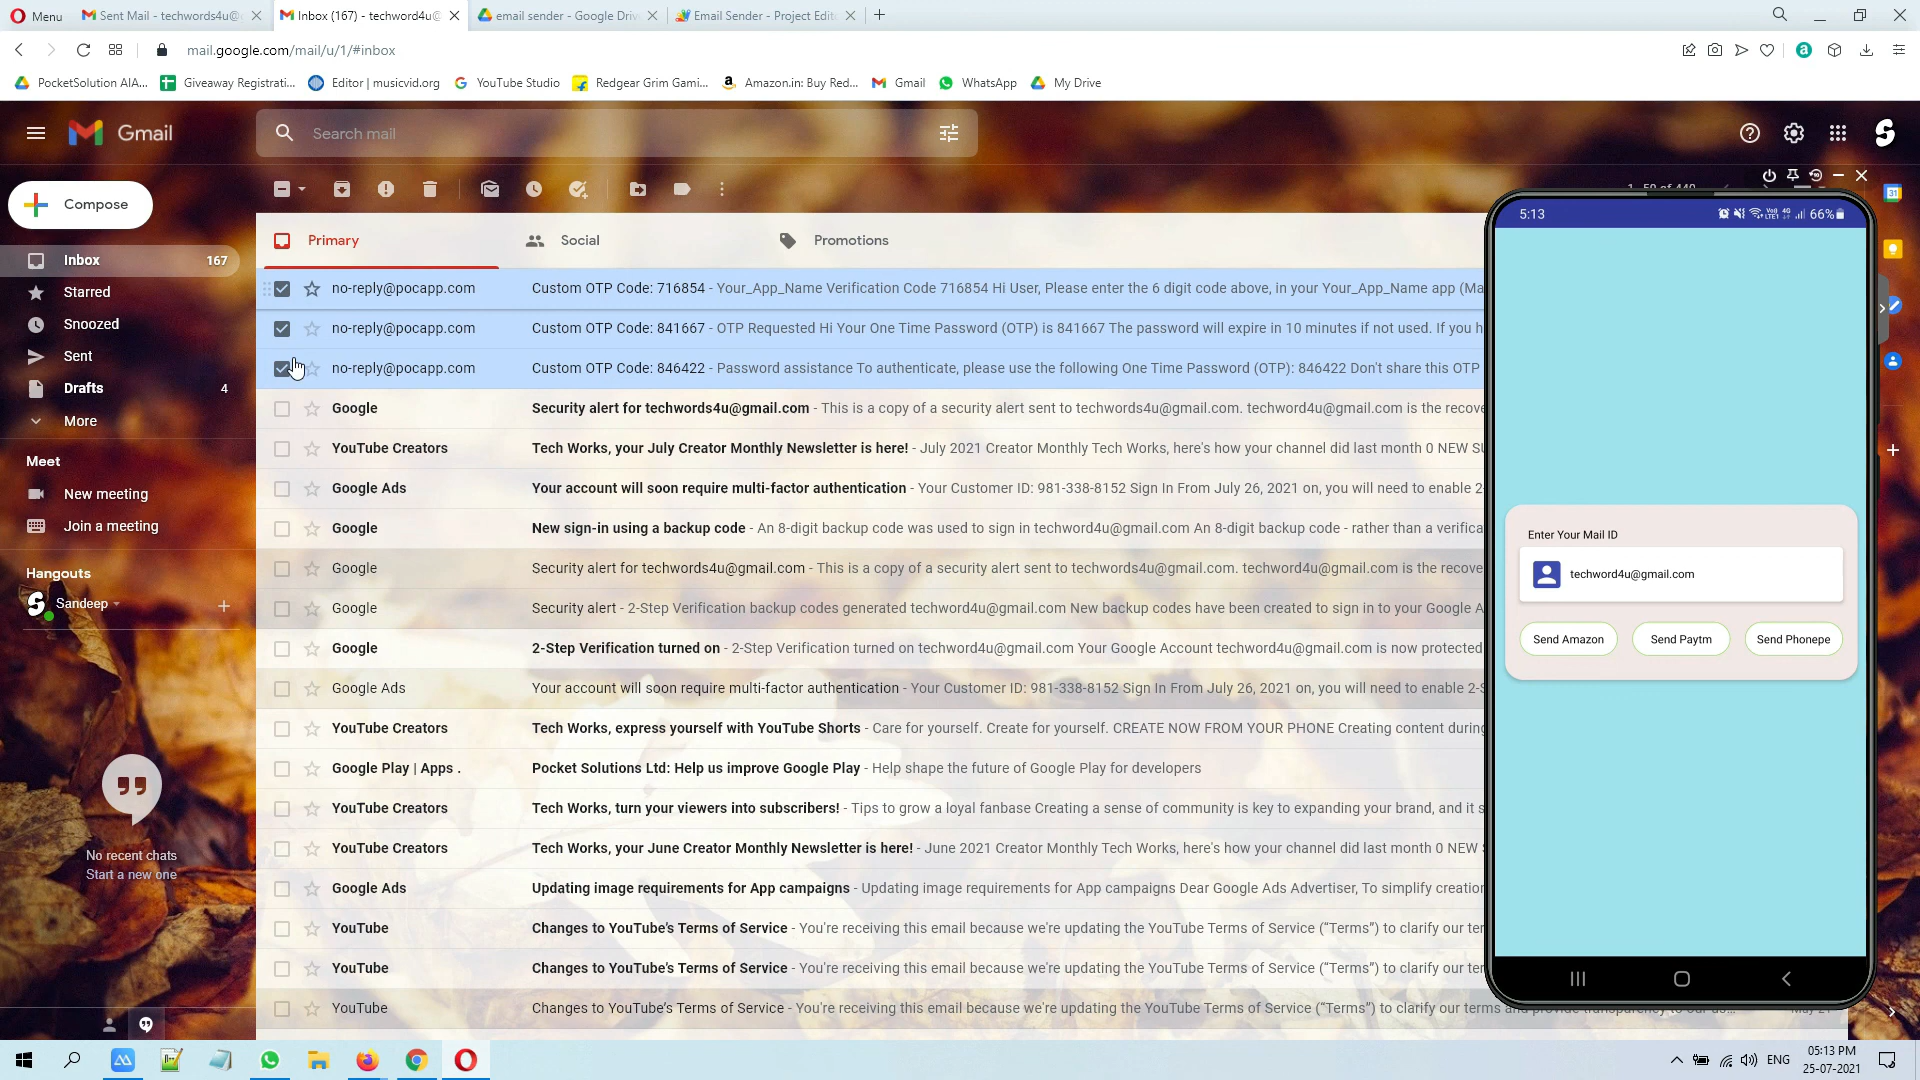 Menu
Sent Mail - techwords4u@
Inbox (167) - techword4u@
email sender - Google Driv
Email Sender - Project Edit
mail.google.com/mail/u/1/#inbox
PocketSolution AIA...
Giveaway Registrati...
Editor | musicvid.org
YouTube Studio
Redgear Grim Gami...
Amazon.in: Buy Red...
Gmail
WhatsApp
My Drive
Gmail
Search mail
Compose
Inbox 167
Starred
Snoozed
Sent
Drafts 4
More
Meet
New meeting
Join a meeting
Hangouts
Sandeep
No recent chats
Start a new one
Primary
Social
Promotions
no-reply@pocapp.com Custom OTP Code: 716854 - Your_App_Name Verification Code 716854 Hi User, Please enter the 6 digit code above, in your Your_App_Name app (Ma
no-reply@pocapp.com Custom OTP Code: 841667 - OTP Requested Hi Your One Time Password (OTP) is 841667 The password will expire in 10 minutes if not used. If you h
no-reply@pocapp.com Custom OTP Code: 846422 - Password assistance To authenticate, please use the following One Time Password (OTP): 846422 Don't share this OTP
Google Security alert for techwords4u@gmail.com - This is a copy of a security alert sent to techwords4u@gmail.com. techword4u@gmail.com is the recove
YouTube Creators Tech Works, your July Creator Monthly Newsletter is here! - July 2021 Creator Monthly Tech Works, here's how your channel did last month 0 NEW SU
Google Ads Your account will soon require multi-factor authentication - Your Customer ID: 981-338-8152 Sign In From July 26, 2021 on, you will need to enable 2-
Google New sign-in using a backup code - An 8-digit backup code was used to sign in techword4u@gmail.com An 8-digit backup code - rather than a verifica
Google Security alert for techwords4u@gmail.com - This is a copy of a security alert sent to techwords4u@gmail.com. techword4u@gmail.com is the recove
Google Security alert - 2-Step Verification backup codes generated techword4u@gmail.com New backup codes have been created to sign in to your Google A
Google 2-Step Verification turned on - 2-Step Verification turned on techword4u@gmail.com Your Google Account techword4u@gmail.com is now protected
Google Ads Your account will soon require multi-factor authentication - Your Customer ID: 981-338-8152 Sign In From July 26, 2021 on, you will need to enable 2-S
YouTube Creators Tech Works, express yourself with YouTube Shorts - Care for yourself. Create for yourself. CREATE NOW FROM YOUR PHONE Creating content during
Google Play | Apps . Pocket Solutions Ltd: Help us improve Google Play - Help shape the future of Google Play for developers
YouTube Creators Tech Works, turn your viewers into subscribers! - Tips to grow a loyal fanbase Creating a sense of community is key to expanding your brand, and it s
YouTube Creators Tech Works, your June Creator Monthly Newsletter is here! - June 2021 Creator Monthly Tech Works, here's how your channel did last month 0 NEW S
Google Ads Updating image requirements for App campaigns - Updating image requirements for App campaigns Dear Google Ads Advertiser, To simplify creation
YouTube Changes to YouTube's Terms of Service - You're receiving this email because we're updating the YouTube Terms of Service (“Terms”) to clarify our ter
YouTube Changes to YouTube's Terms of Service - You're receiving this email because we're updating the YouTube Terms of Service (“Terms”) to clarify our ter
YouTube Changes to YouTube's Terms of Service - You're receiving this email because we're updating the YouTube Terms of Service (“Terms”) to clarify our terms and provide transparency to our us...
5:13 66%
Enter Your Mail ID
techword4u@gmail.com
Send Amazon
Send Paytm
Send Phonepe
ENG
05:13 PM
25-07-2021